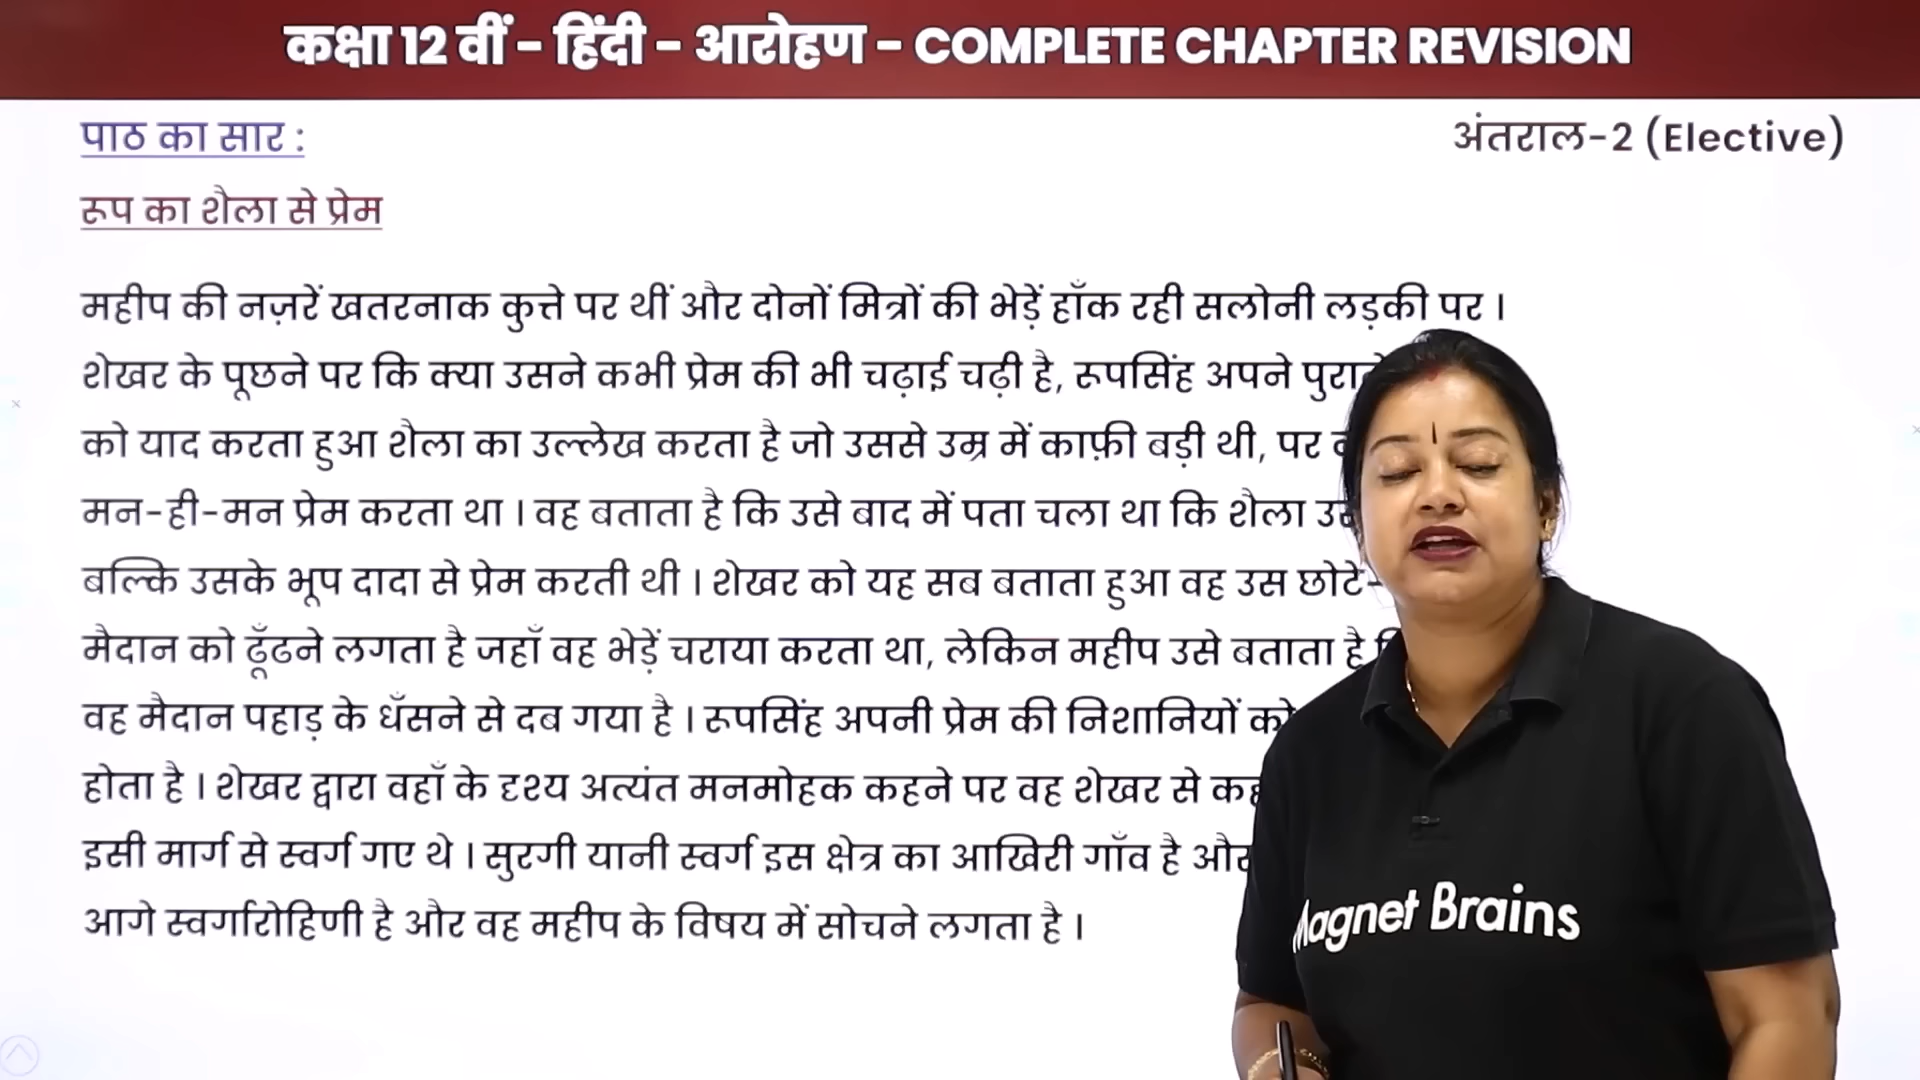 कक्षा 12 वीं - हिंदी - आरोहण - COMPLETE CHAPTER REVISION
पाठ का सार :
अंतराल-2 (Elective)
रूप का शैला से प्रेम
महीप की नज़रें खतरनाक कुत्ते पर थीं और दोनों मित्रों की भेड़ें हाँक रही सलोनी लड़की पर ।
शेखर के पूछने पर कि क्या उसने कभी प्रेम की भी चढ़ाई चढ़ी है, रूपसिंह अपने
को याद करता हुआ शैला का उल्लेख करता है जो उससे उम्र में काफ़ी बड़ी थी, पर
मन-ही-मन प्रेम करता था । वह बताता है कि उसे बाद में पता चला था कि शैला
बल्कि उसके भूप दादा से प्रेम करती थी । शेखर को यह सब बताता हुआ वह उस छोटे-
मैदान को ढूँढने लगता है जहाँ वह भेड़ें चराया करता था, लेकिन महीप उसे बताता है
वह मैदान पहाड़ के धँसने से दब गया है । रूपसिंह अपनी प्रेम की निशानियों को
होता है । शेखर द्वारा वहाँ के दृश्य अत्यंत मनमोहक कहने पर वह शेखर से
इसी मार्ग से स्वर्ग गए थे । सुरगी यानी स्वर्ग इस क्षेत्र का आखिरी गाँव है और
आगे स्वर्गारोहिणी है और वह महीप के विषय में सोचने लगता है ।
Magnet Brains